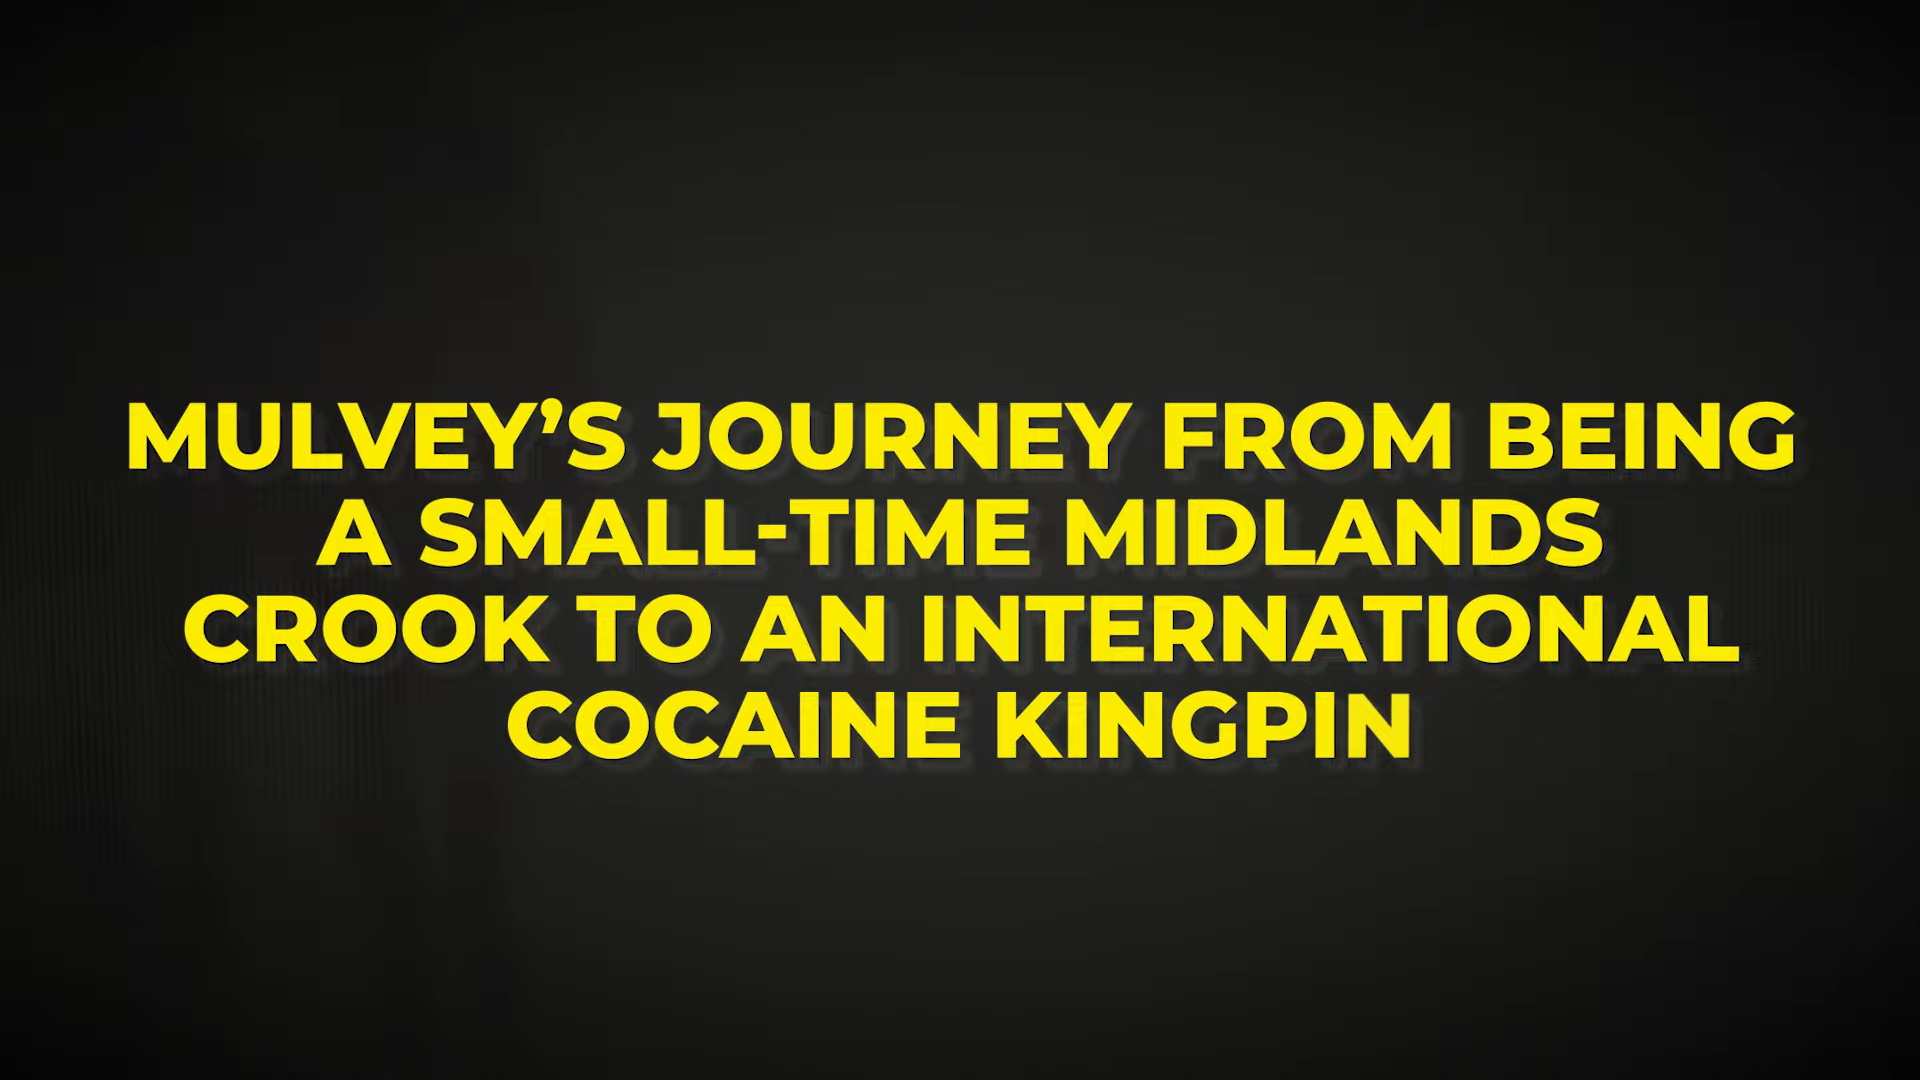 MULVEY’S JOURNEY FROM BEING
A SMALL-TIME MIDLANDS
CROOK TO AN INTERNATIONAL
COCAINE KINGPIN